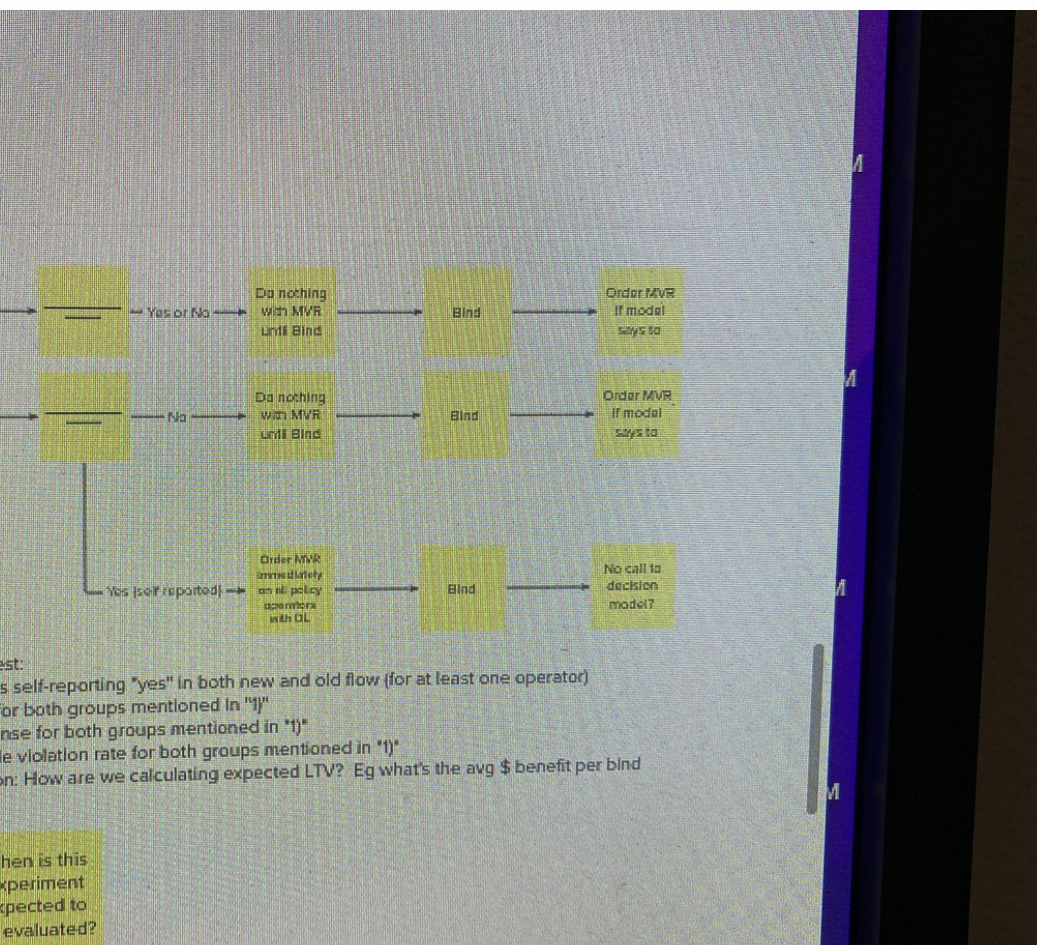 Yes or No
Do nothing
with MVR
until Bind
Bind
Order MVR
if model
says to
No
Do nothing
with MVR
until Bind
Bind
Order MVR
if model
says to
Yes (self reported)
Order MVR
immediately
on all policy
operators
with DL
Bind
No call to
decision
model?
est:
s self-reporting "yes" in both new and old flow (for at least one operator)
or both groups mentioned in "1)"
nse for both groups mentioned in "1)"
le violation rate for both groups mentioned in "1)"
on: How are we calculating expected LTV? Eg what's the avg $ benefit per bind
hen is this
xperiment
xpected to
evaluated?
M
M
M
M